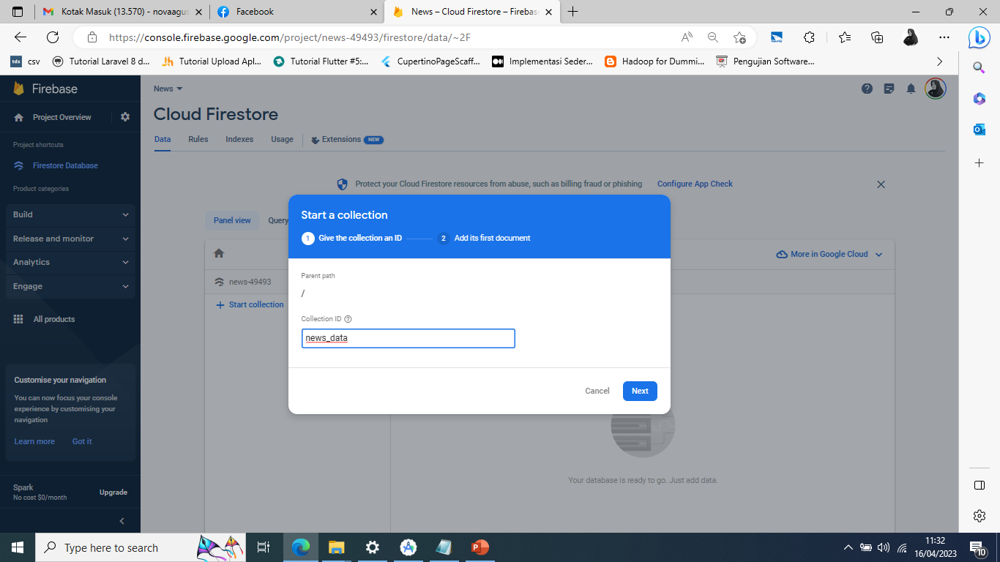 Kotak Masuk (13.570) - novaagus
Facebook
News – Cloud Firestore – Firebase
https://console.firebase.google.com/project/news-49493/firestore/data/~2F
tds csv
Tutorial Laravel 8 d...
Tutorial Upload Apl...
Tutorial Flutter #5:...
CupertinoPageScaff...
Implementasi Seder...
Hadoop for Dummi...
Pengujian Software...
Firebase
Project Overview
Project shortcuts
Firestore Database
Product categories
Build
Release and monitor
Analytics
Engage
All products
Customise your navigation
You can now focus your console
experience by customising your
navigation
Learn more
Got it
Spark
No cost $0/month
Upgrade
News
Cloud Firestore
Data
Rules
Indexes
Usage
Extensions NEW
Protect your Cloud Firestore resources from abuse, such as billing fraud or phishing
Configure App Check
Panel view
Query
More in Google Cloud
news-49493
Start collection
Start a collection
1 Give the collection an ID
2 Add its first document
Parent path
/
Collection ID
news_data
Cancel
Next
Your database is ready to go. Just add data.
Type here to search
11:32
16/04/2023
10